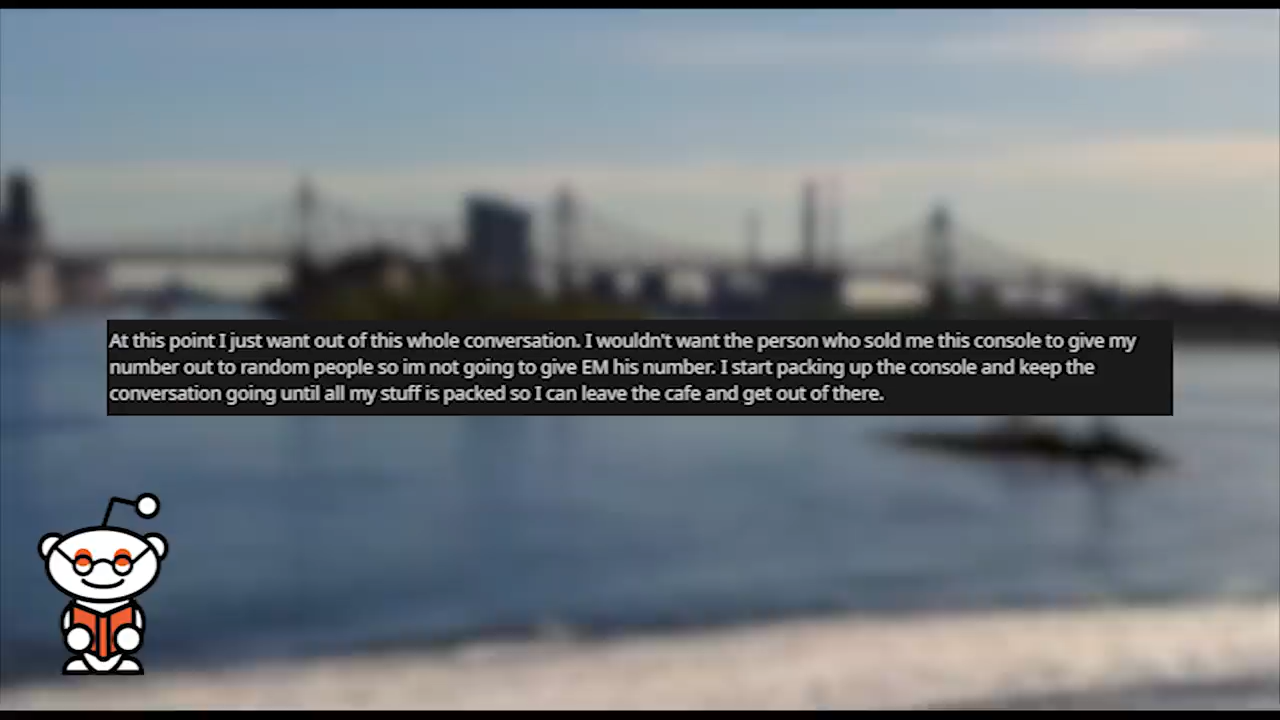 At this point I just want out of this whole conversation. I wouldn't want the person who sold me this console to give my
number out to random people so im not going to give EM his number. I start packing up the console and keep the
conversation going until all my stuff is packed so I can leave the cafe and get out of there.